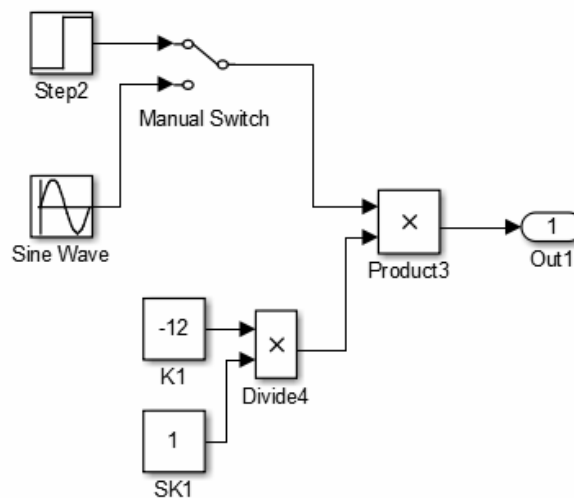 Step2
Manual Switch
Sine Wave
×
Product3
1
Out1
-12
K1
×
Divide4
1
SK1